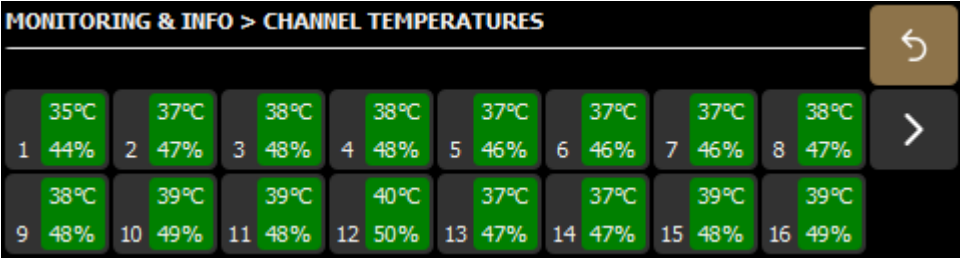 MONITORING & INFO > CHANNEL TEMPERATURES
35°C 37°C 38°C 38°C 37°C 37°C 37°C 38°C
1 44% 2 47% 3 48% 4 48% 5 46% 6 46% 7 46% 8 47%
38°C 39°C 39°C 40°C 37°C 37°C 39°C 39°C
9 48% 10 49% 11 48% 12 50% 13 47% 14 47% 15 48% 16 49%